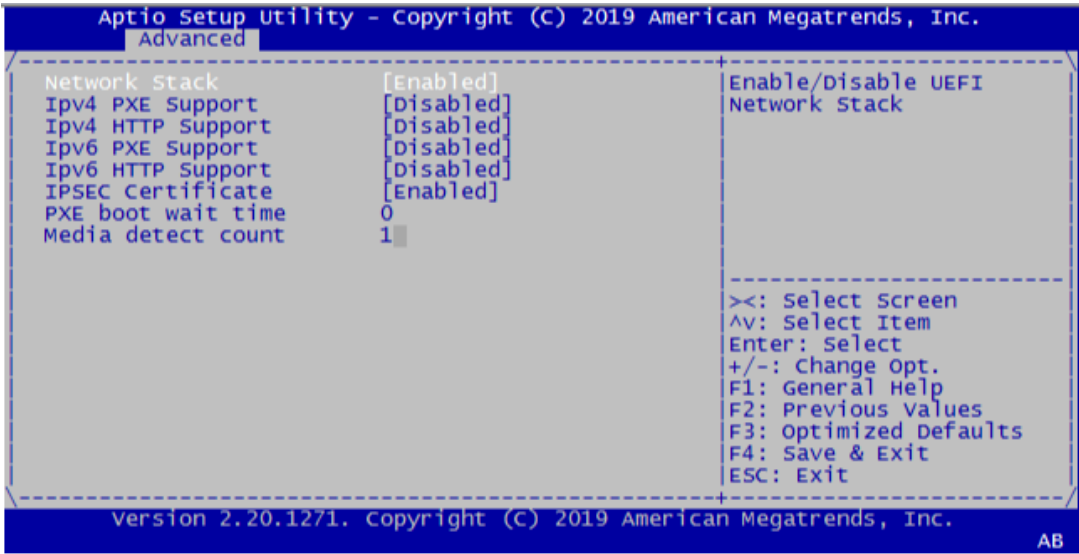 Aptio Setup Utility - Copyright (C) 2019 American Megatrends, Inc.
Advanced
Network Stack [Enabled]
Ipv4 PXE Support [Disabled]
Ipv4 HTTP Support [Disabled]
Ipv6 PXE Support [Disabled]
Ipv6 HTTP Support [Disabled]
IPSEC Certificate [Enabled]
PXE boot wait time 0
Media detect count 1
Enable/Disable UEFI
Network Stack
><: Select Screen
^v: Select Item
Enter: Select
+/-: Change Opt.
F1: General Help
F2: Previous Values
F3: Optimized Defaults
F4: Save & Exit
ESC: Exit
Version 2.20.1271. Copyright (C) 2019 American Megatrends, Inc.
AB